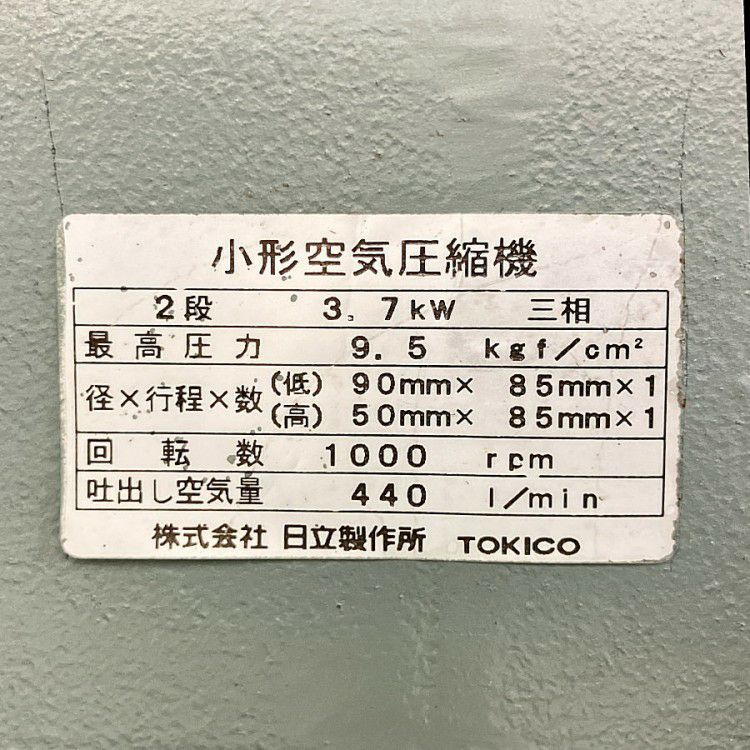 小形空気圧縮機
2段 3.7kW 三相
最高圧力 9.5 kgf/cm²
径×行程×数 (低) 90mm× 85mm×1
(高) 50mm× 85mm×1
回転数 1000 rpm
吐出し空気量 440 l/min
株式会社 日立製作所 TOKICO